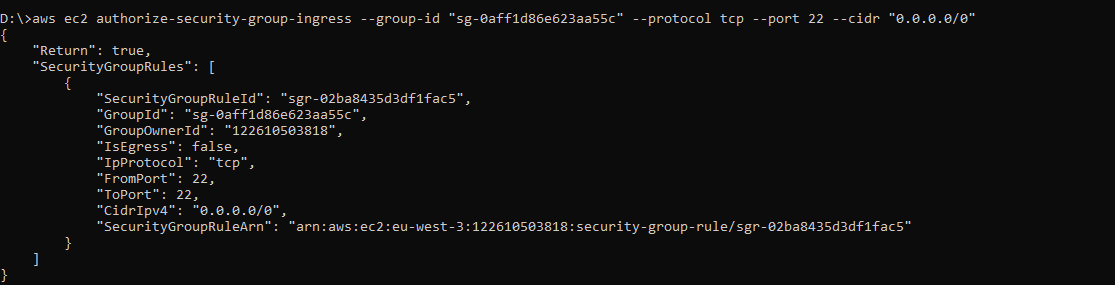 D:\>aws ec2 authorize-security-group-ingress --group-id "sg-0aff1d86e623aa55c" --protocol tcp --port 22 --cidr "0.0.0.0/0"
{
    "Return": true,
    "SecurityGroupRules": [
        {
            "SecurityGroupRuleId": "sgr-02ba8435d3df1fac5",
            "GroupId": "sg-0aff1d86e623aa55c",
            "GroupOwnerId": "122610503818",
            "IsEgress": false,
            "IpProtocol": "tcp",
            "FromPort": 22,
            "ToPort": 22,
            "CidrIpv4": "0.0.0.0/0",
            "SecurityGroupRuleArn": "arn:aws:ec2:eu-west-3:122610503818:security-group-rule/sgr-02ba8435d3df1fac5"
        }
    ]
}